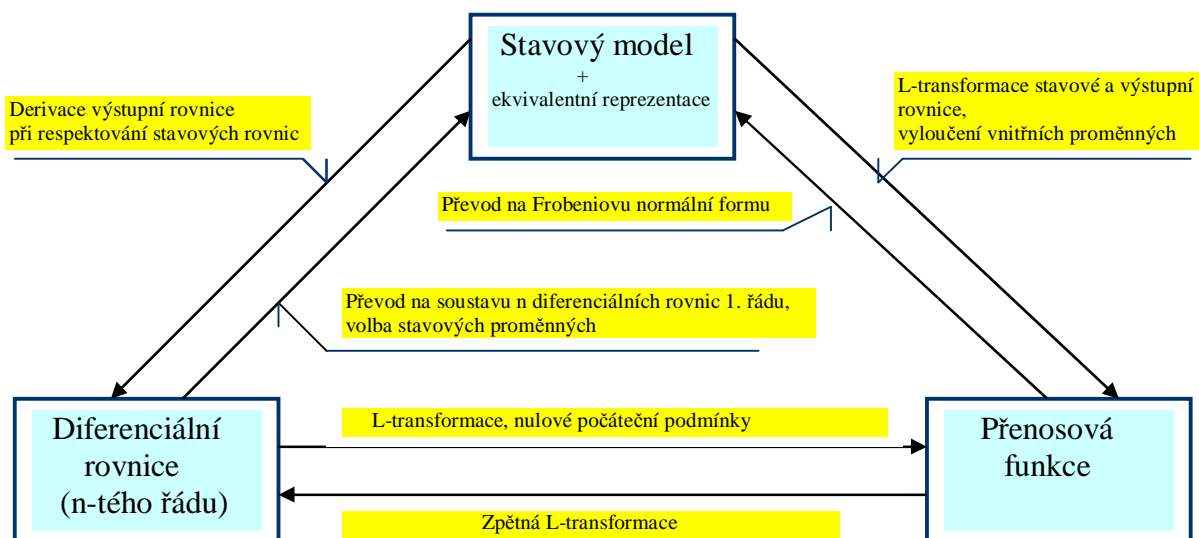 Stavový model
+
ekvivalentní reprezentace
Derivace výstupní rovnice
při respektování stavových rovnic
L-transformace stavové a výstupní
rovnice,
vyloučení vnitřních proměnných
Převod na Frobeniovu normální formu
Převod na soustavu n diferenciálních rovnic 1. řádu,
volba stavových proměnných
Diferenciální
rovnice
(n-tého řádu)
L-transformace, nulové počáteční podmínky
Přenosová
funkce
Zpětná L-transformace